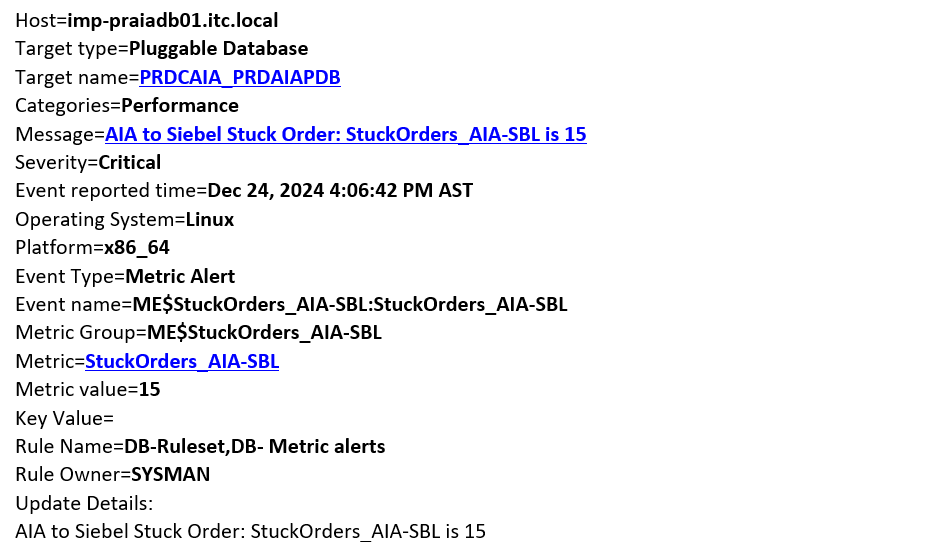 Host=imp-praiadb01.itc.local
Target type=Pluggable Database
Target name=PRDCAIA_PRDAIAPDB
Categories=Performance
Message=AIA to Siebel Stuck Order: StuckOrders_AIA-SBL is 15
Severity=Critical
Event reported time=Dec 24, 2024 4:06:42 PM AST
Operating System=Linux
Platform=x86_64
Event Type=Metric Alert
Event name=ME$StuckOrders_AIA-SBL:StuckOrders_AIA-SBL
Metric Group=ME$StuckOrders_AIA-SBL
Metric=StuckOrders_AIA-SBL
Metric value=15
Key Value=
Rule Name=DB-Ruleset,DB- Metric alerts
Rule Owner=SYSMAN
Update Details:
AIA to Siebel Stuck Order: StuckOrders_AIA-SBL is 15